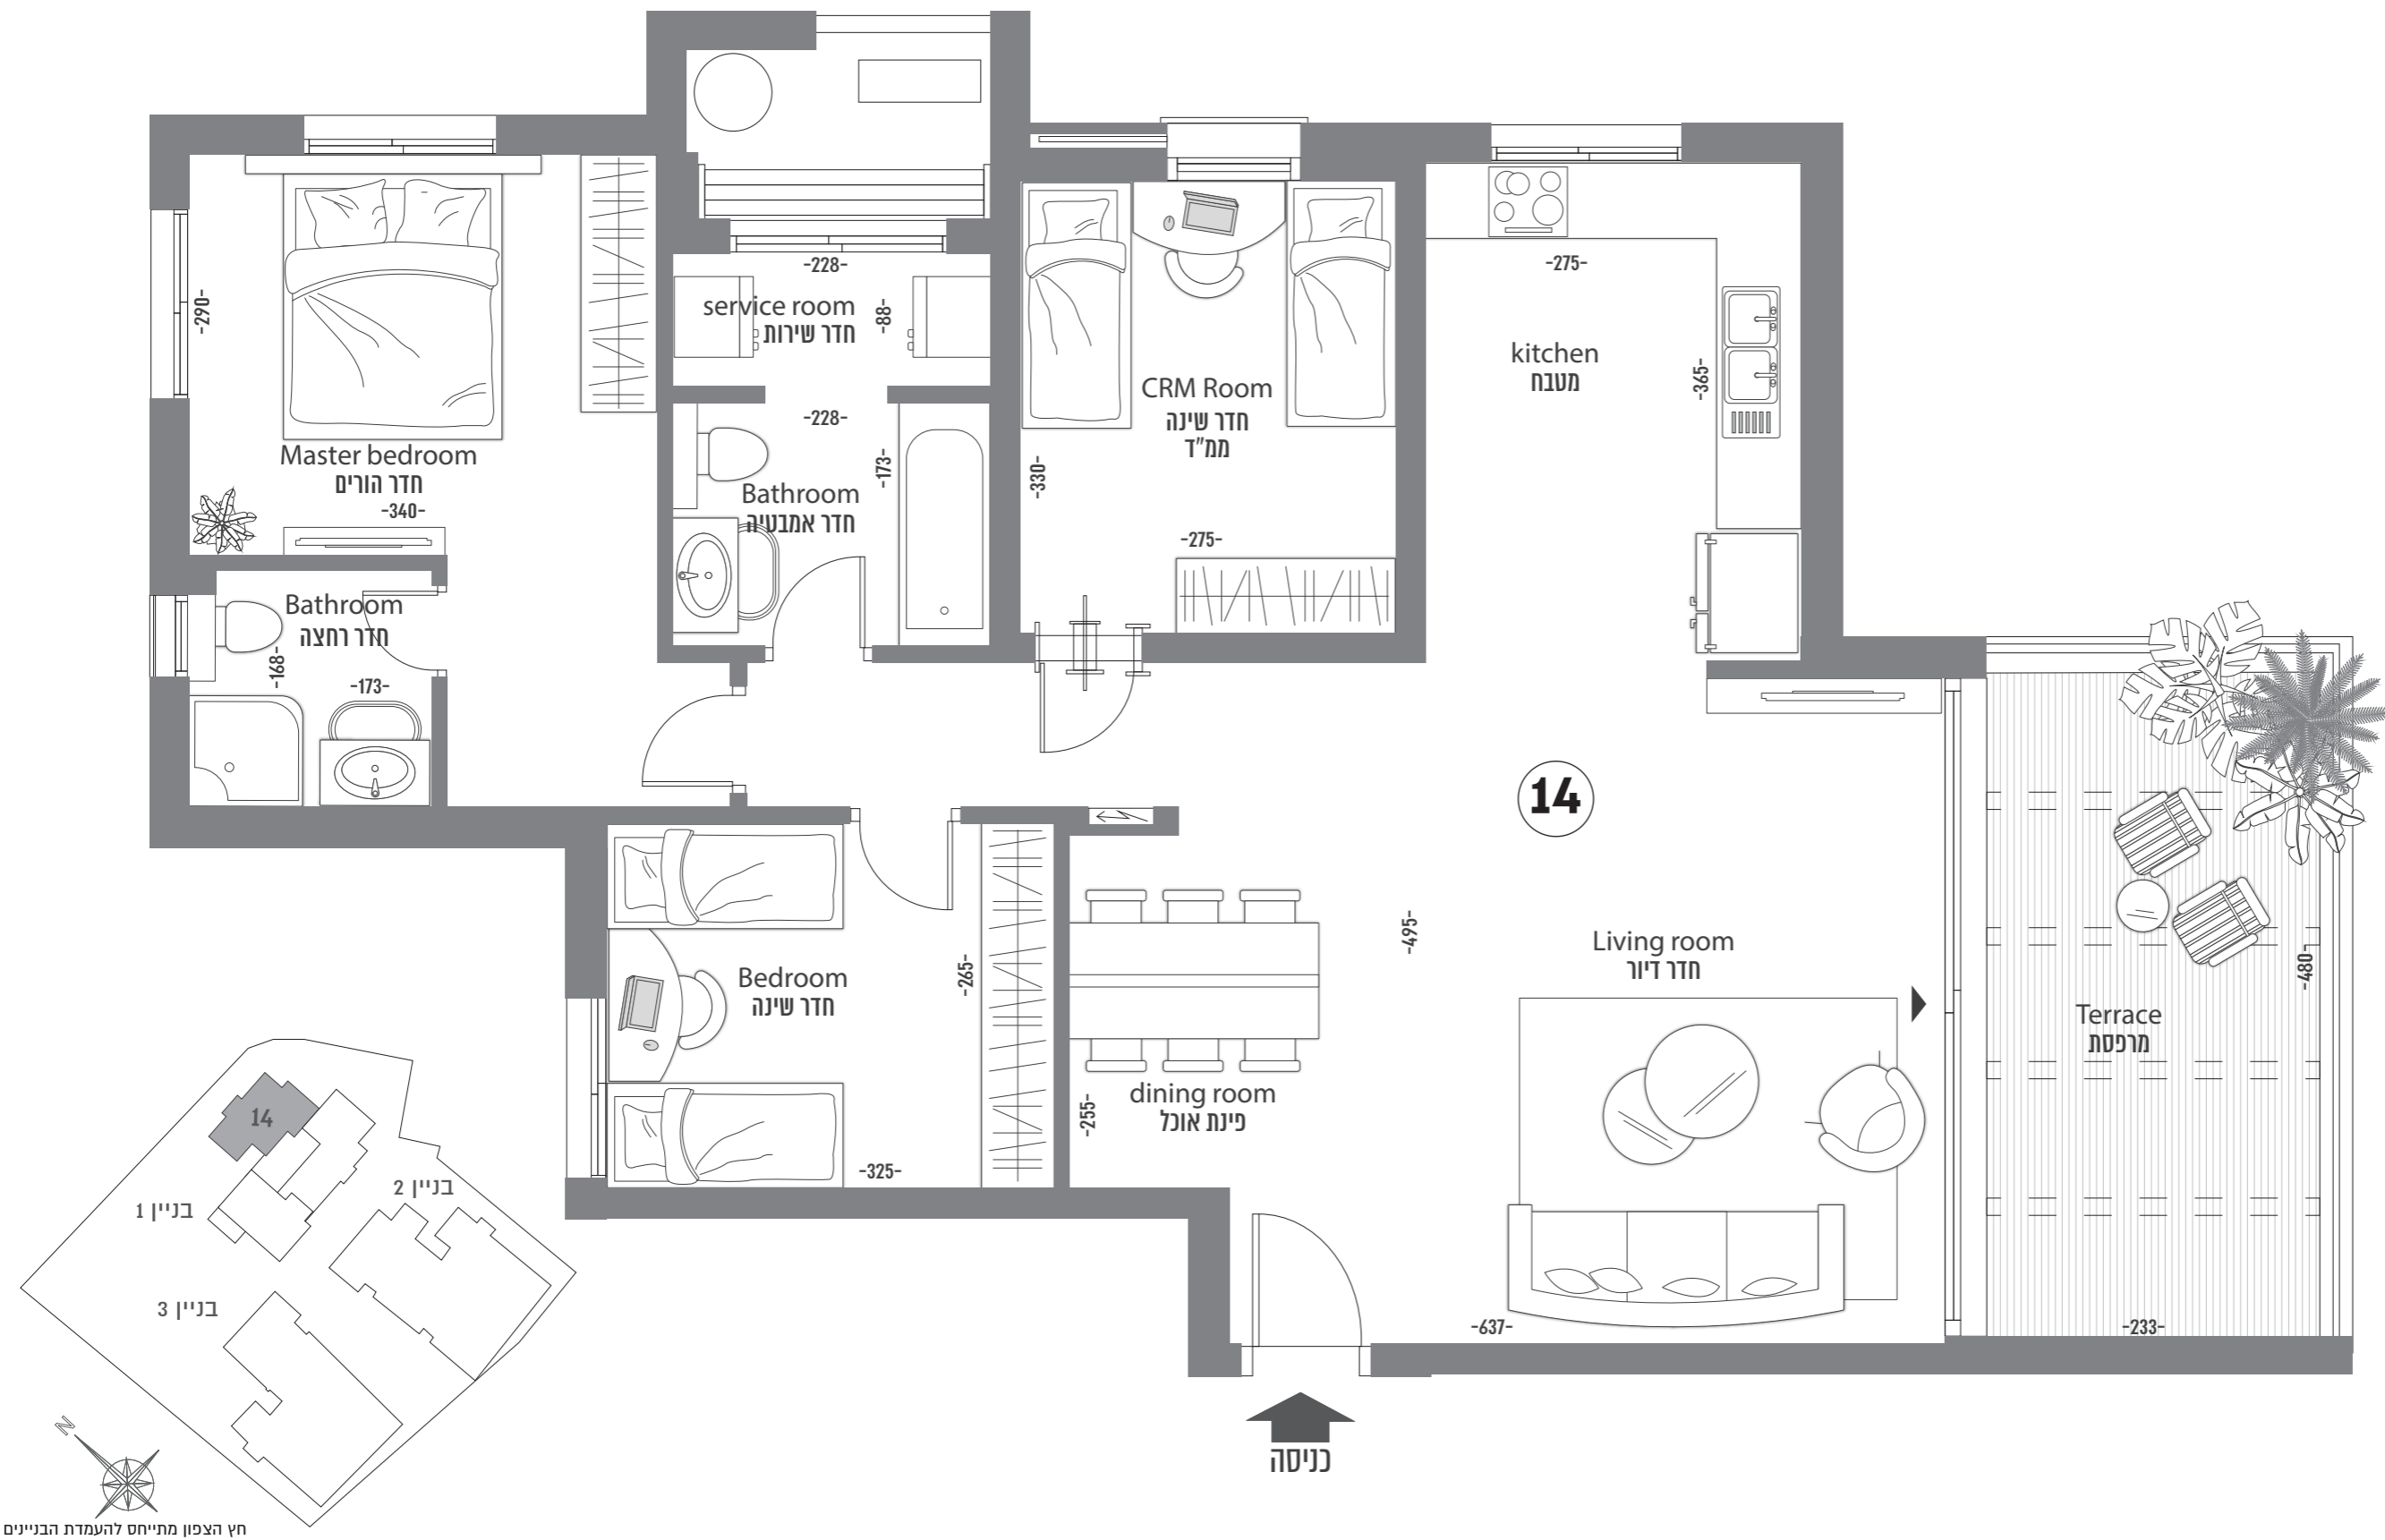 -228-
service room
חדר שירות
-88-
-290-
Master bedroom
חדר הורים
-340-
-228-
-173-
Bathroom
חדר אמבטיה
CRM Room
חדר שינה
ממ"ד
-330-
-275-
-275-
kitchen
מטבח
-365-
Bathroom
חדר רחצה
-168-
-173-
14
Bedroom
חדר שינה
-265-
-325-
-495-
dining room
פינת אוכל
-255-
Living room
חדר דיור
-637-
Terrace
מרפסת
-480-
-233-
כניסה
14
בניין 1
בניין 2
בניין 3
N
חץ הצפון מתייחס להעמדת הבניינים